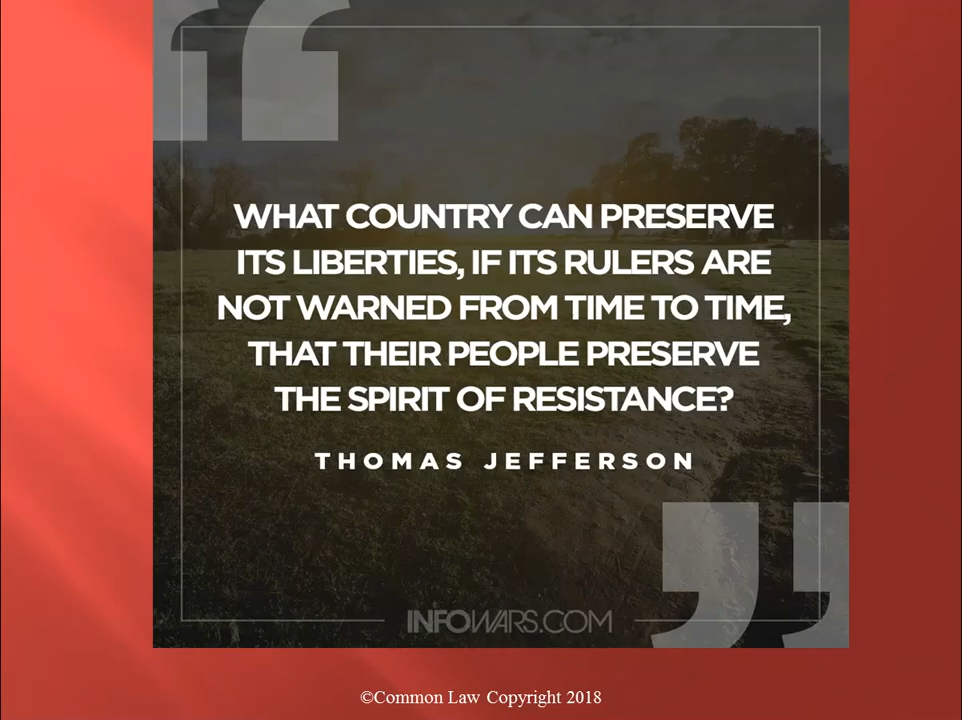 WHAT COUNTRY CAN PRESERVE
ITS LIBERTIES, IF ITS RULERS ARE
NOT WARNED FROM TIME TO TIME,
THAT THEIR PEOPLE PRESERVE
THE SPIRIT OF RESISTANCE?
THOMAS JEFFERSON
INFOWARS.COM
©Common Law Copyright 2018